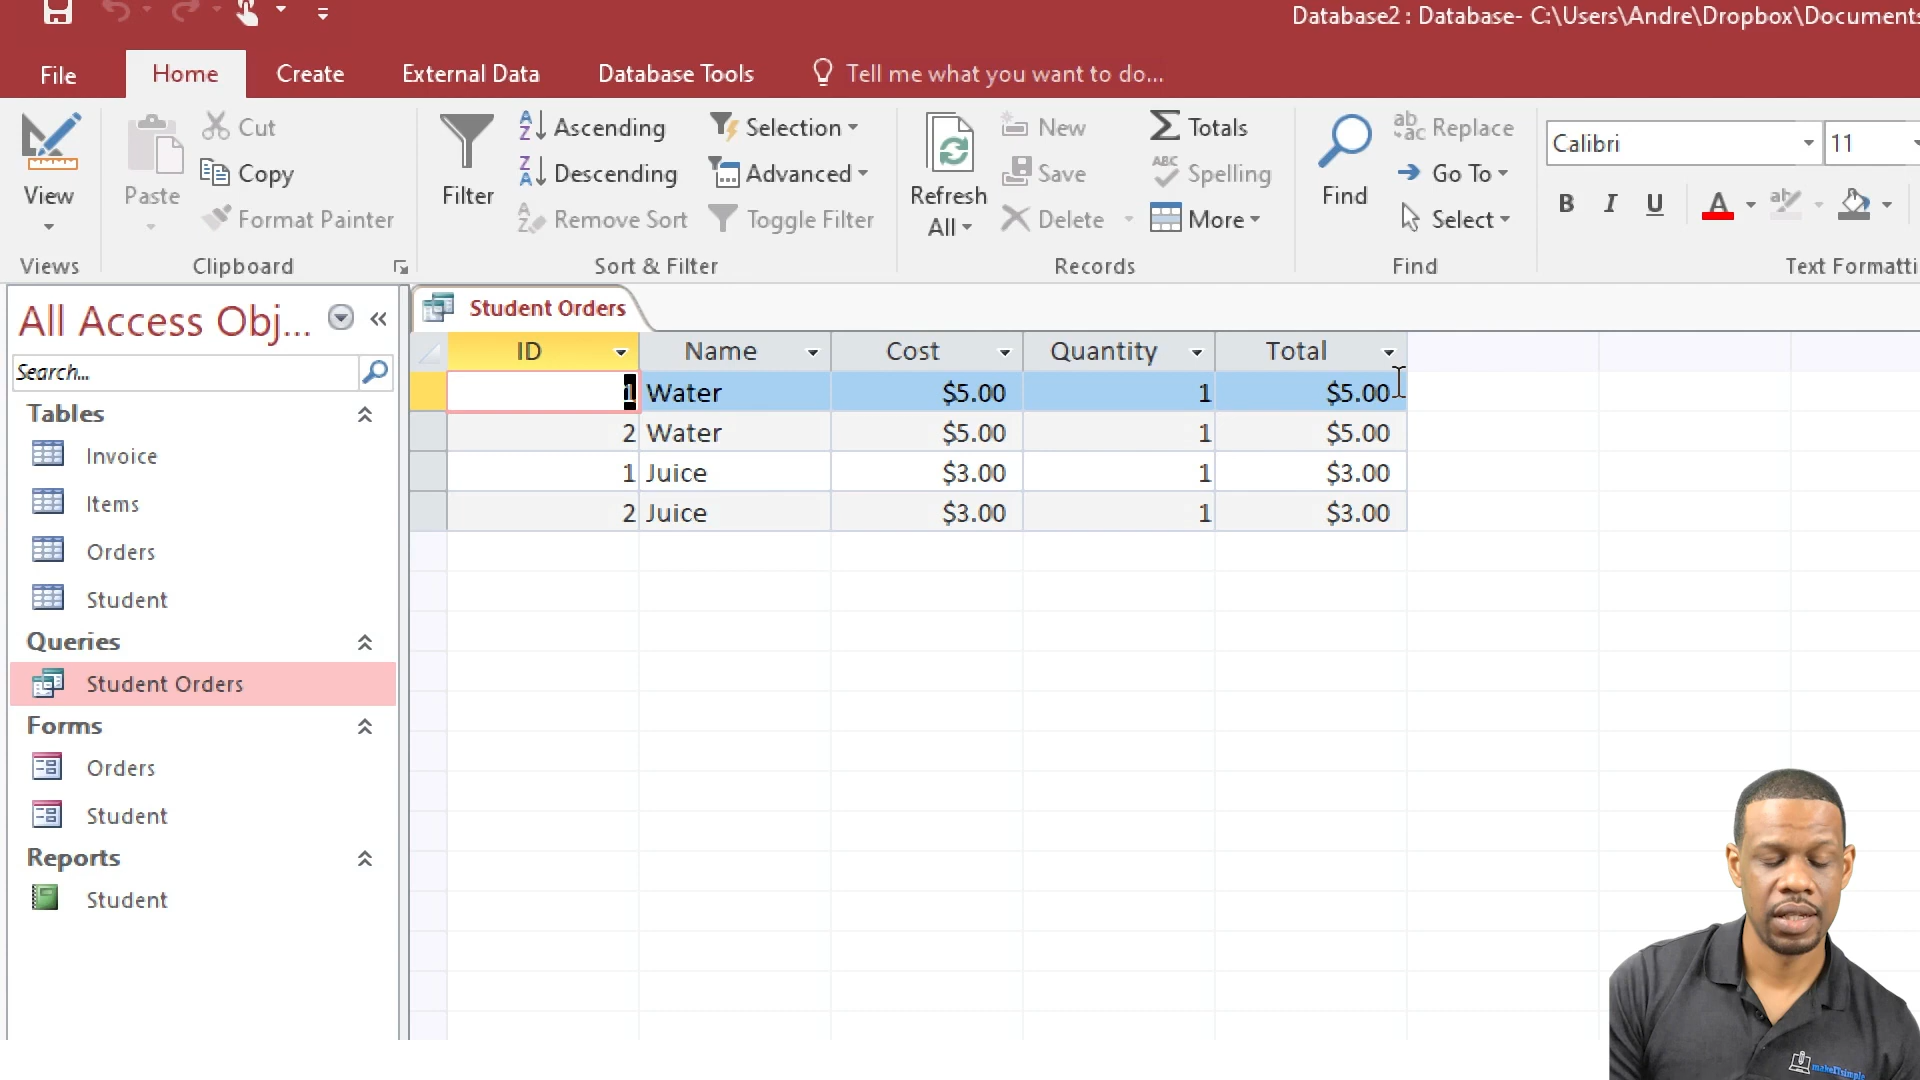 Database2 : Database- C:\Users\Andre\Dropbox\Documents
File Home Create External Data Database Tools Tell me what you want to do...
View Paste Cut Copy Format Painter
Filter Ascending Descending Remove Sort Selection Advanced Toggle Filter
Refresh All New Save Delete Totals Spelling More
Find Replace Go To Select
Calibri 11
B I U A
Views Clipboard Sort & Filter Records Find Text Formatti
All Access Obj...
Search...
Tables
Invoice
Items
Orders
Student
Queries
Student Orders
Forms
Orders
Student
Reports
Student
Student Orders
ID Name Cost Quantity Total
1 Water $5.00 1 $5.00
2 Water $5.00 1 $5.00
1 Juice $3.00 1 $3.00
2 Juice $3.00 1 $3.00
makeITsimple